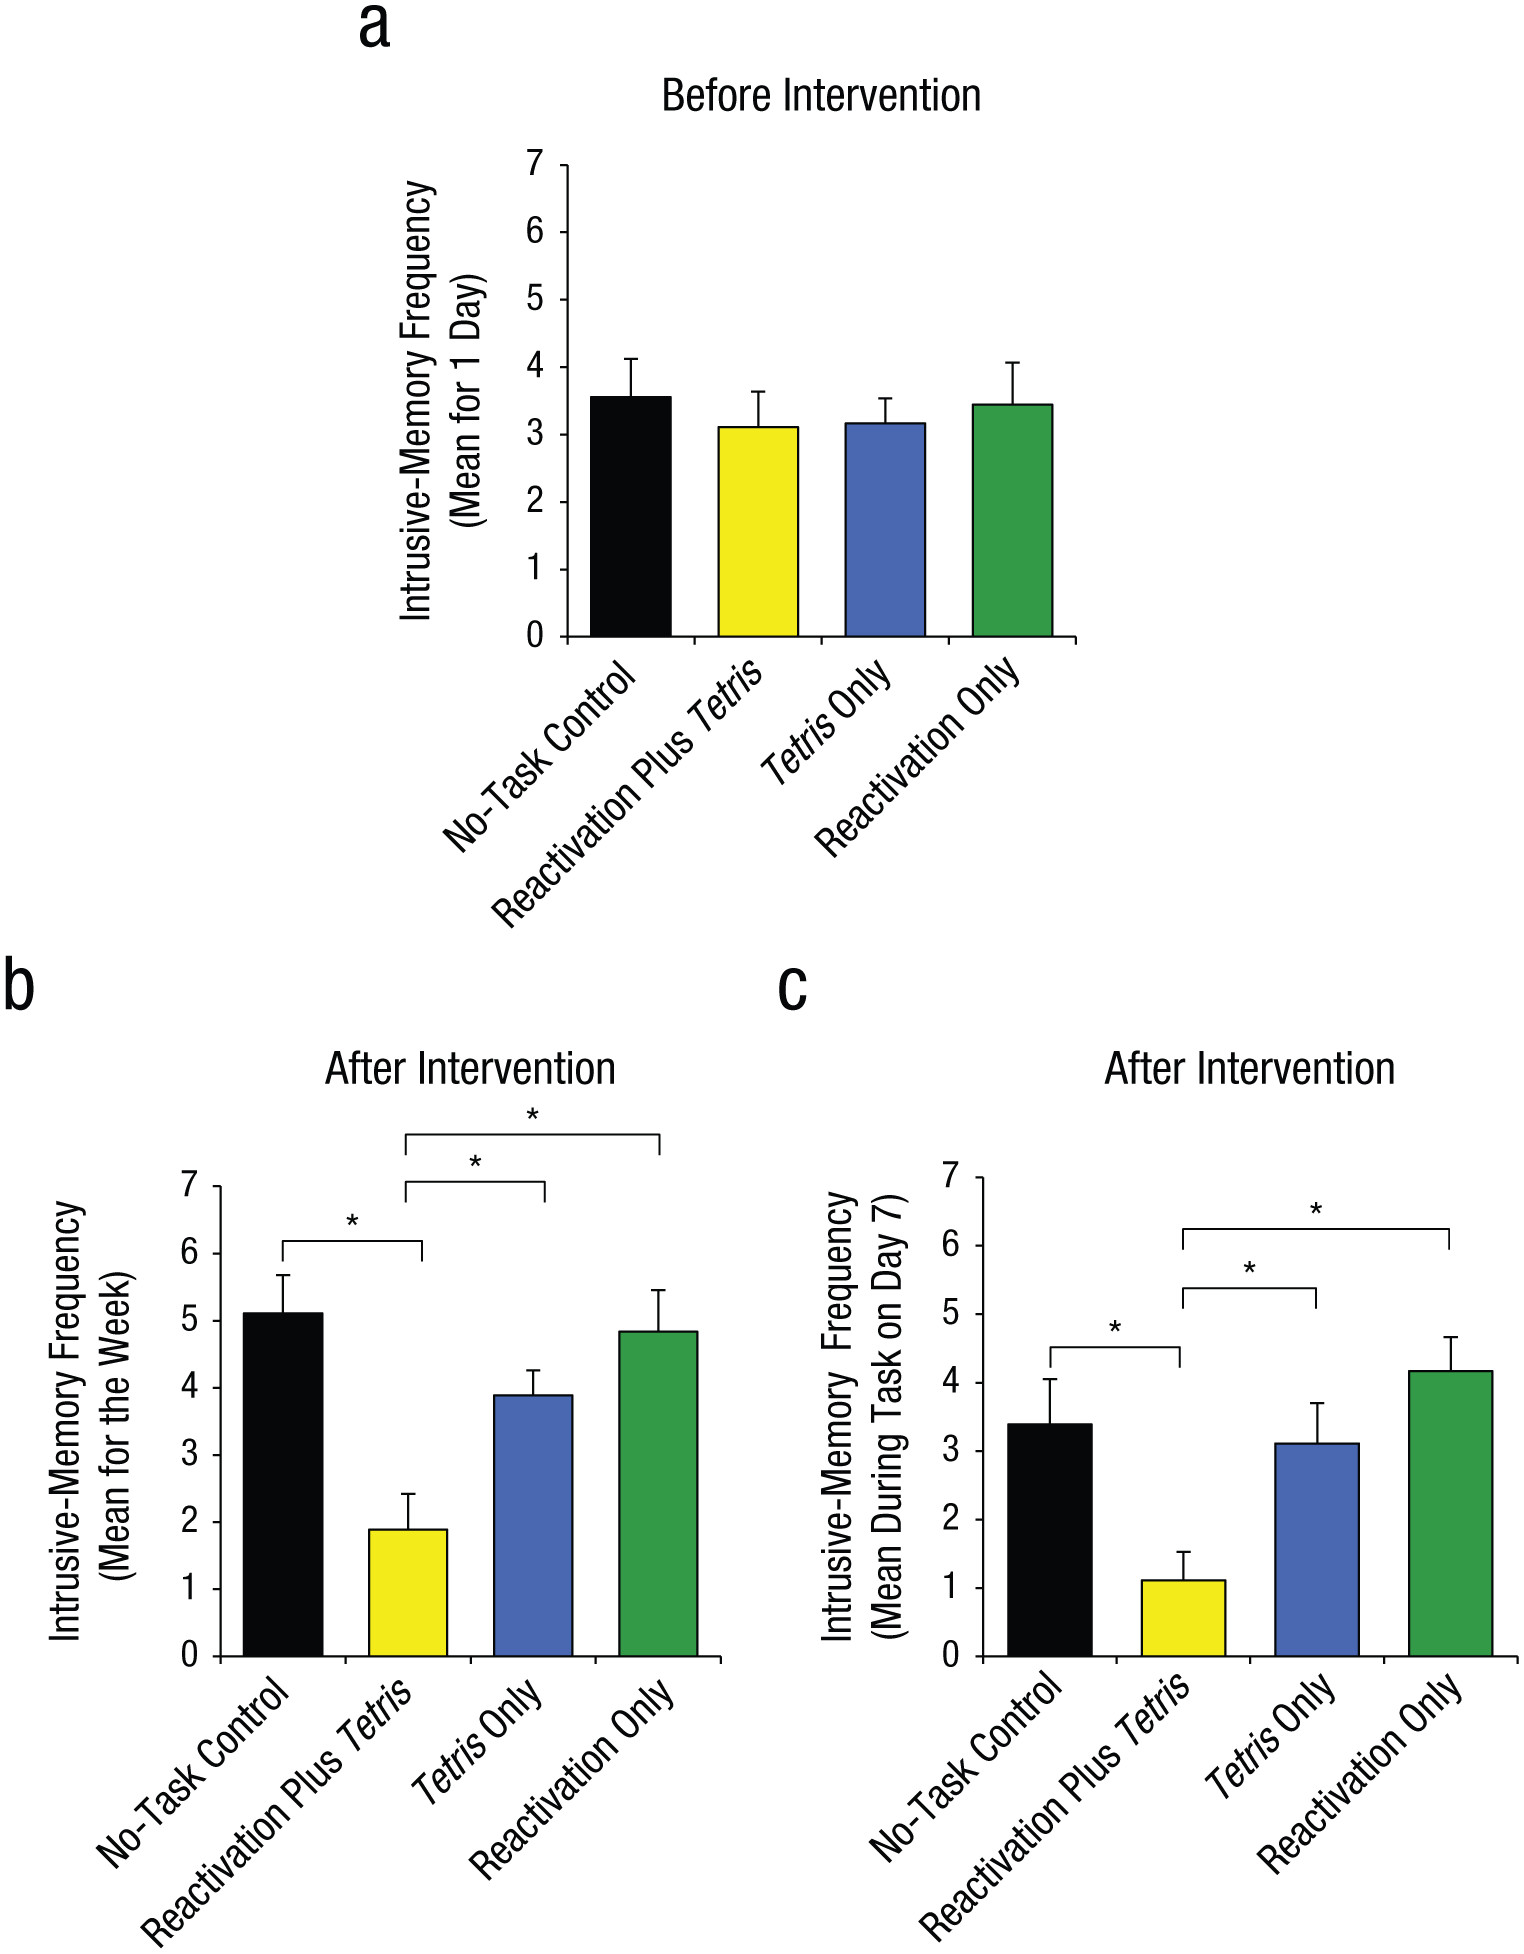 a
Before Intervention
Intrusive-Memory Frequency
(Mean for 1 Day)
7
6
5
4
3
2
1
0
No-Task Control
Reactivation Plus Tetris
Tetris Only
Reactivation Only
b
After Intervention
Intrusive-Memory Frequency
(Mean for the Week)
7
6
5
4
3
2
1
0
*
*
*
No-Task Control
Reactivation Plus Tetris
Tetris Only
Reactivation Only
c
After Intervention
Intrusive-Memory Frequency
(Mean During Task on Day 7)
7
6
5
4
3
2
1
0
*
*
*
No-Task Control
Reactivation Plus Tetris
Tetris Only
Reactivation Only